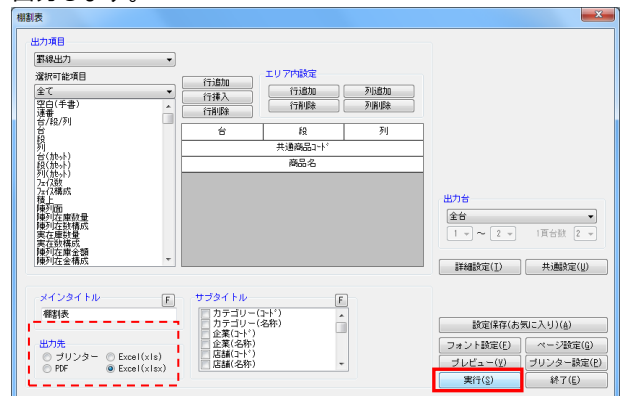 棚割表
出力項目
罫線出力
選択可能項目
全て
空白(手書)
連番
台/段/列
台
段
列
台(カセット)
段(カセット)
列(カセット)
フェイス数
フェイス構成
積上
陳列面
陳列在庫数量
陳列在数構成
実在庫数量
実在数構成
陳列在庫金額
陳列在金構成
行追加
行挿入
行削除
エリア内設定
行追加
列追加
行削除
列削除
台 段 列
共通商品コード
商品名
出力台
全台
1 ~ 2 1頁台数 2
詳細設定(T) 共通設定(U)
メインタイトル F
棚割表
サブタイトル F
カテゴリー(コード)
カテゴリー(名称)
企業(コード)
企業(名称)
店舗(コード)
店舗(名称)
出力先
プリンター Excel(xls)
PDF Excel(xlsx)
設定保存(お気に入り)(A)
フォント設定(F) ページ設定(G)
プレビュー(V) プリンター設定(P)
実行(S) 終了(E)